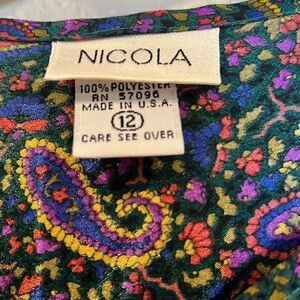 NICOLA
100% POLYESTER
RN 57096
MADE IN U.S.A.
12
CARE SEE OVER